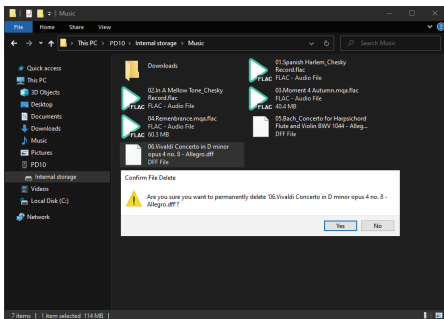 Music
File Home Share View
This PC > PD10 > Internal storage > Music
Search Music
Quick access
This PC
3D Objects
Desktop
Documents
Downloads
Music
Pictures
PD10
Internal storage
Videos
Local Disk (C:)
Network
Downloads
01.Spanish Harlem_Chesky
Record.flac
FLAC - Audio File
FLAC
02.In A Mellow Tone_Chesky
Record.flac
FLAC - Audio File
FLAC
03.Moment 4 Autumn.mqa.flac
FLAC - Audio File
40.4 MB
FLAC
04.Remenbrance.mqa.flac
FLAC - Audio File
60.3 MB
FLAC
05.Bach_Concerto for Harpsichord
Flute and Violin BWV 1044 - Alleg...
DFF File
06.Vivaldi Concerto in D minor
opus 4 no. 8 - Allegro.dff
DFF File
Confirm File Delete
Are you sure you want to permanently delete '06.Vivaldi Concerto in D minor opus 4 no. 8 -
Allegro.dff'?
Yes No
7 items 1 item selected 114 MB